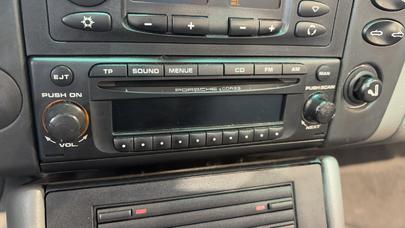 EJT TP SOUND MENUE CD FM AM MAN
PUSH ON PORSCHE CDR23 PUSH SCAN
VOL. NEXT